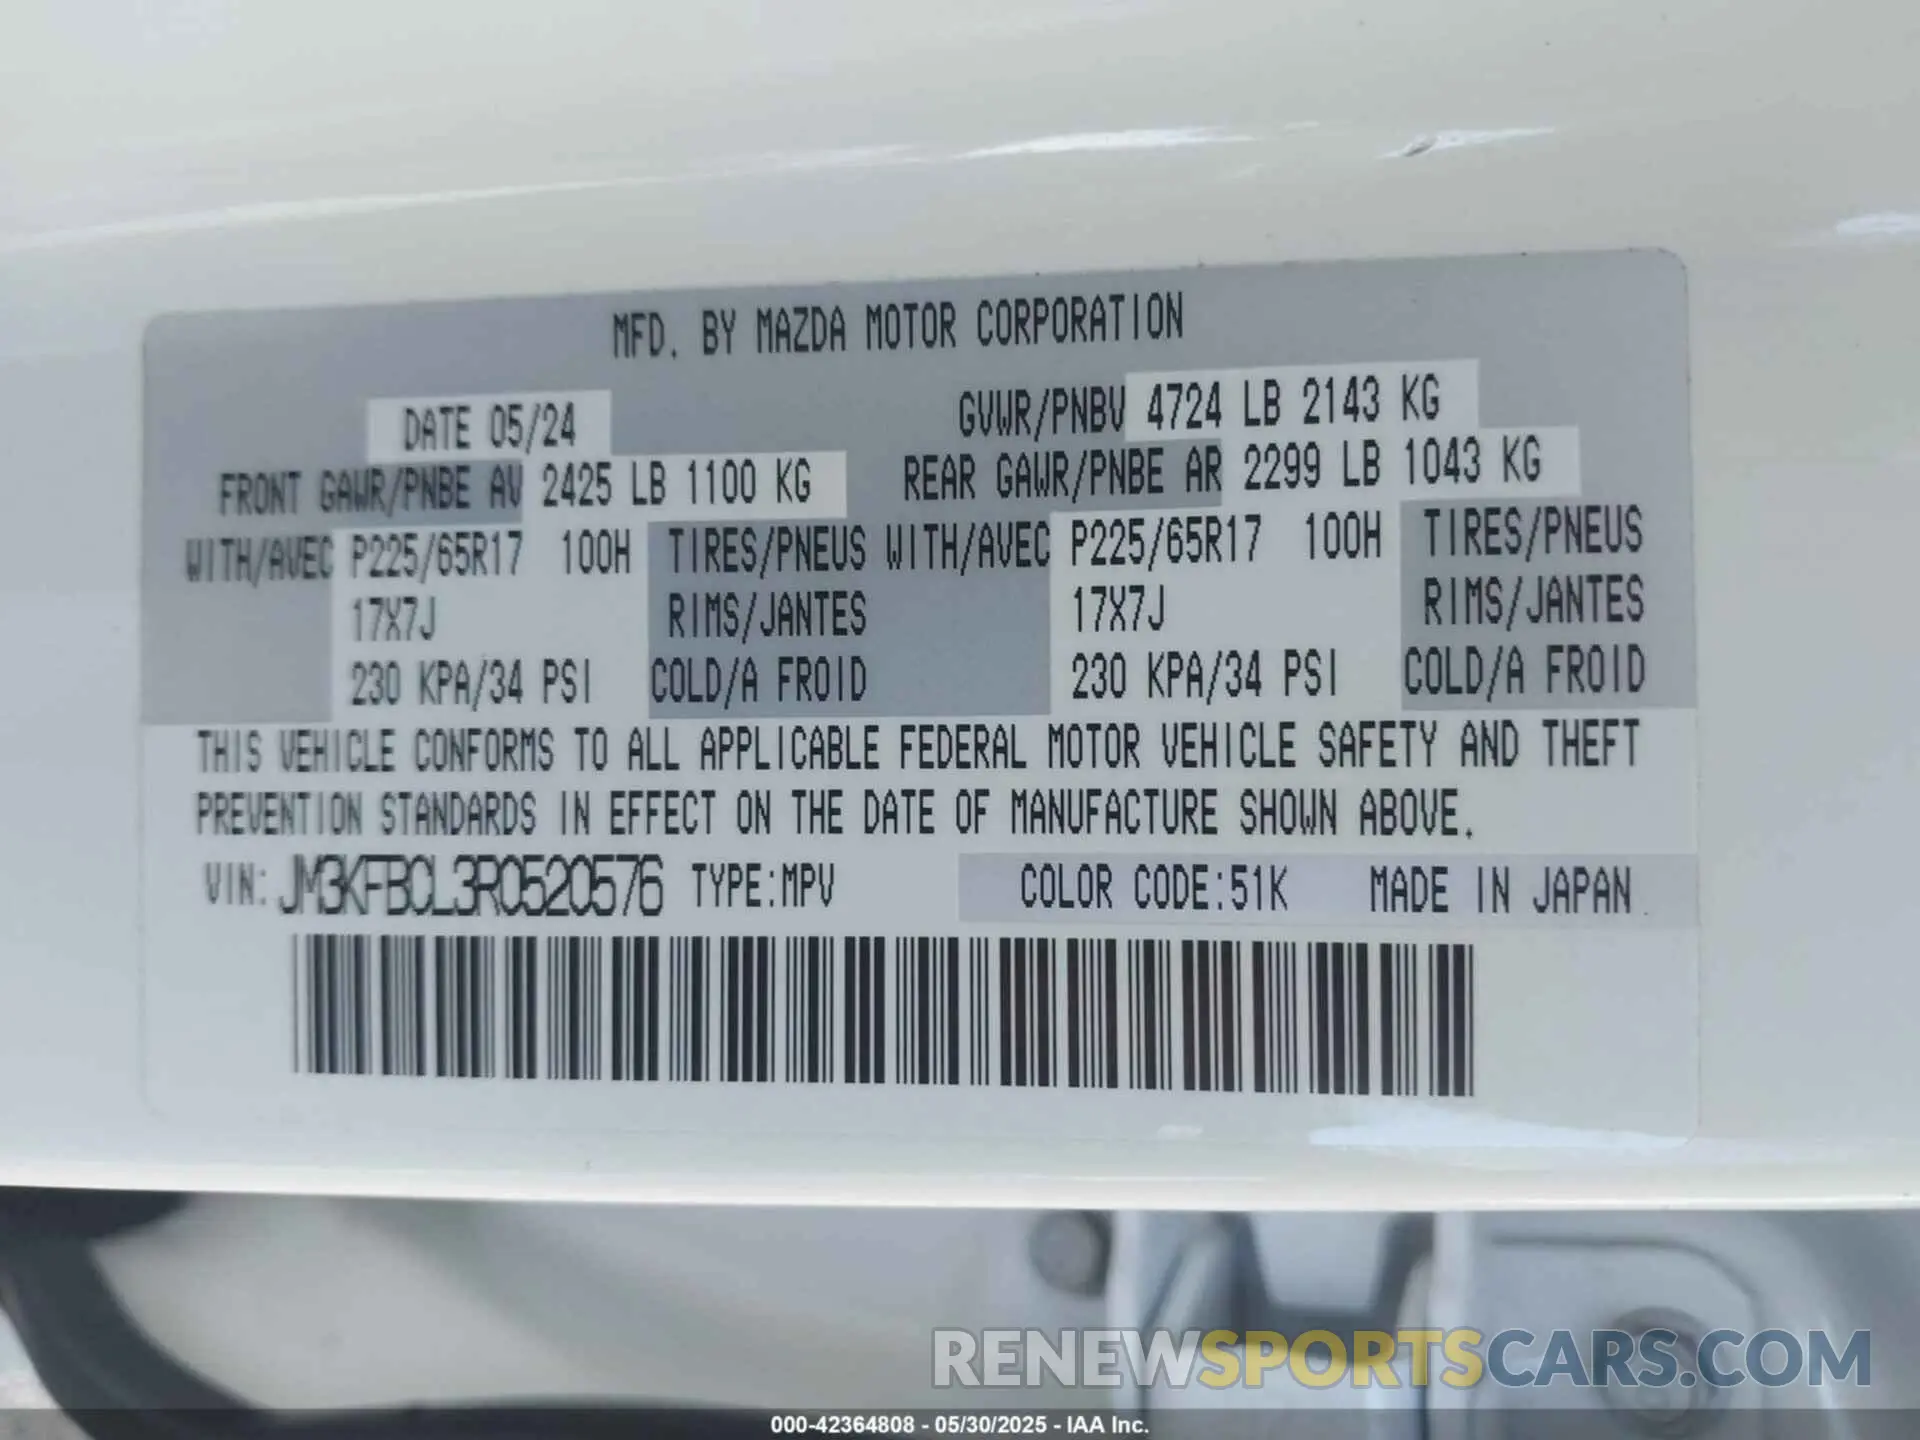 MFD. BY MAZDA MOTOR CORPORATION
DATE 05/24 GVWR/PNBV 4724 LB 2143 KG
FRONT GAWR/PNBE AV 2425 LB 1100 KG REAR GAWR/PNBE AR 2299 LB 1043 KG
WITH/AVEC P225/65R17 100H TIRES/PNEUS WITH/AVEC P225/65R17 100H TIRES/PNEUS
17X7J RIMS/JANTES 17X7J RIMS/JANTES
230 KPA/34 PSI COLD/A FROID 230 KPA/34 PSI COLD/A FROID
THIS VEHICLE CONFORMS TO ALL APPLICABLE FEDERAL MOTOR VEHICLE SAFETY AND THEFT
PREVENTION STANDARDS IN EFFECT ON THE DATE OF MANUFACTURE SHOWN ABOVE.
VIN: JM3KFBCL3R0520576 TYPE:MPV COLOR CODE:51K MADE IN JAPAN
RENEWSPORTSCARS.COM
000-42364808 - 05/30/2025 - IAA Inc.